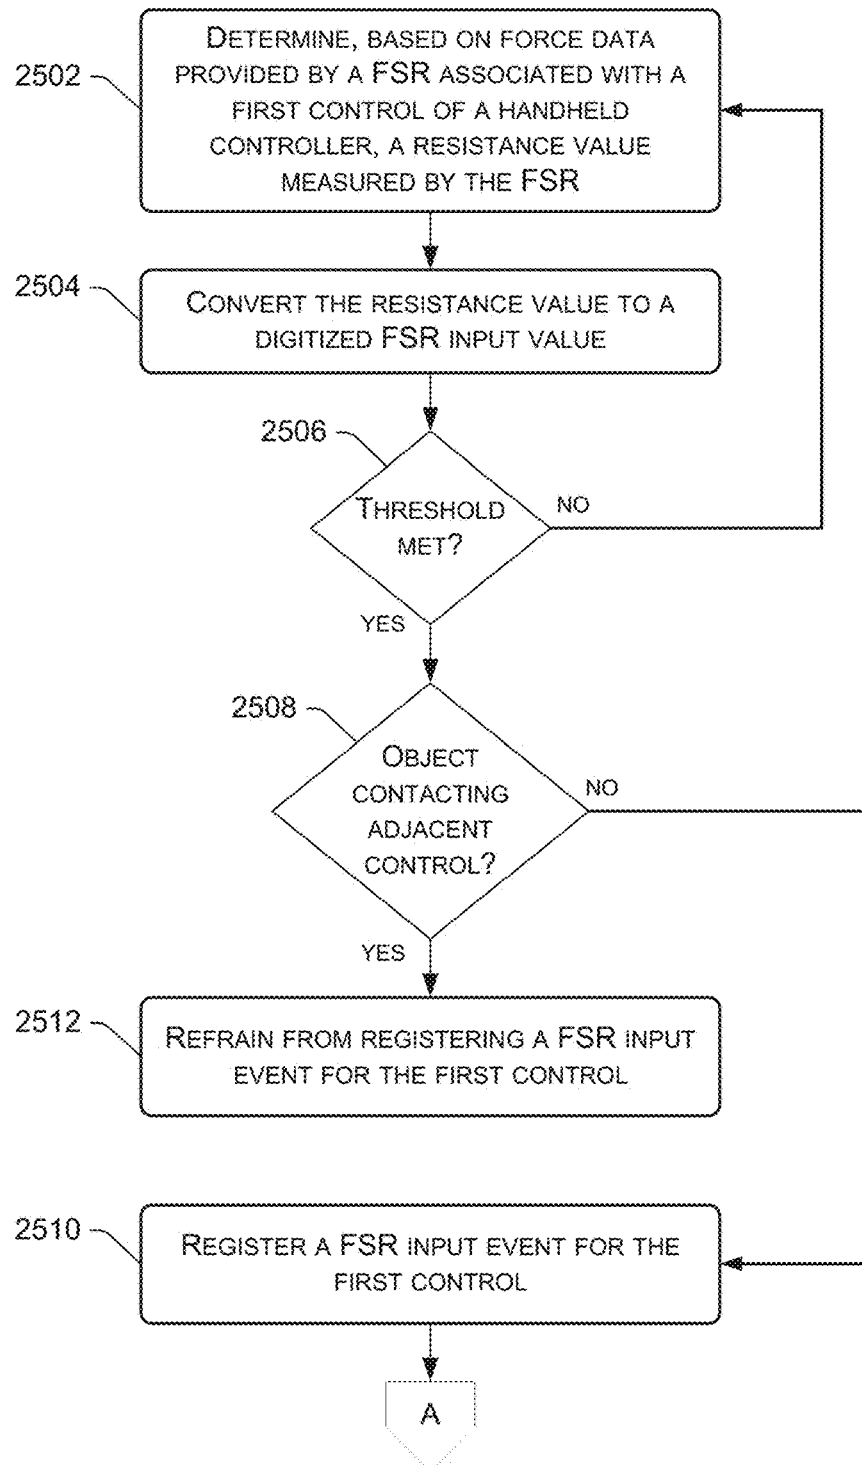 2502
DETERMINE, BASED ON FORCE DATA
PROVIDED BY A FSR ASSOCIATED WITH A
FIRST CONTROL OF A HANDHELD
CONTROLLER, A RESISTANCE VALUE
MEASURED BY THE FSR
2504
CONVERT THE RESISTANCE VALUE TO A
DIGITIZED FSR INPUT VALUE
2506
THRESHOLD
MET?
NO
YES
2508
OBJECT
CONTACTING
ADJACENT
CONTROL?
NO
YES
2512
REFRAIN FROM REGISTERING A FSR INPUT
EVENT FOR THE FIRST CONTROL
2510
REGISTER A FSR INPUT EVENT FOR THE
FIRST CONTROL
A